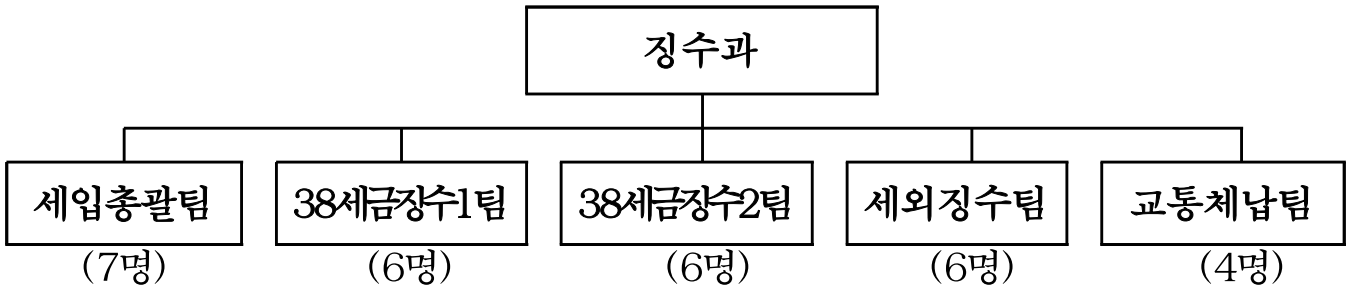 징수과
세입총괄팀 38세금징수1팀 38세금징수2팀 세외징수팀 교통체납팀
(7명) (6명) (6명) (6명) (4명)